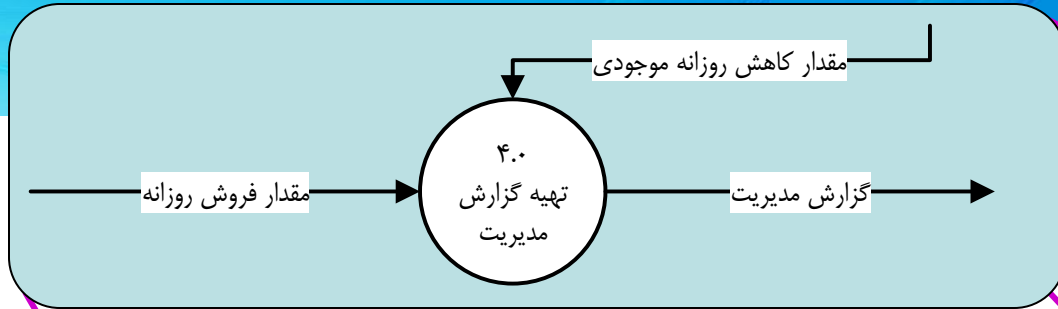 مقدار کاهش روزانه موجودی
۴.۰
تهیه گزارش
مدیریت
مقدار فروش روزانه
گزارش مدیریت